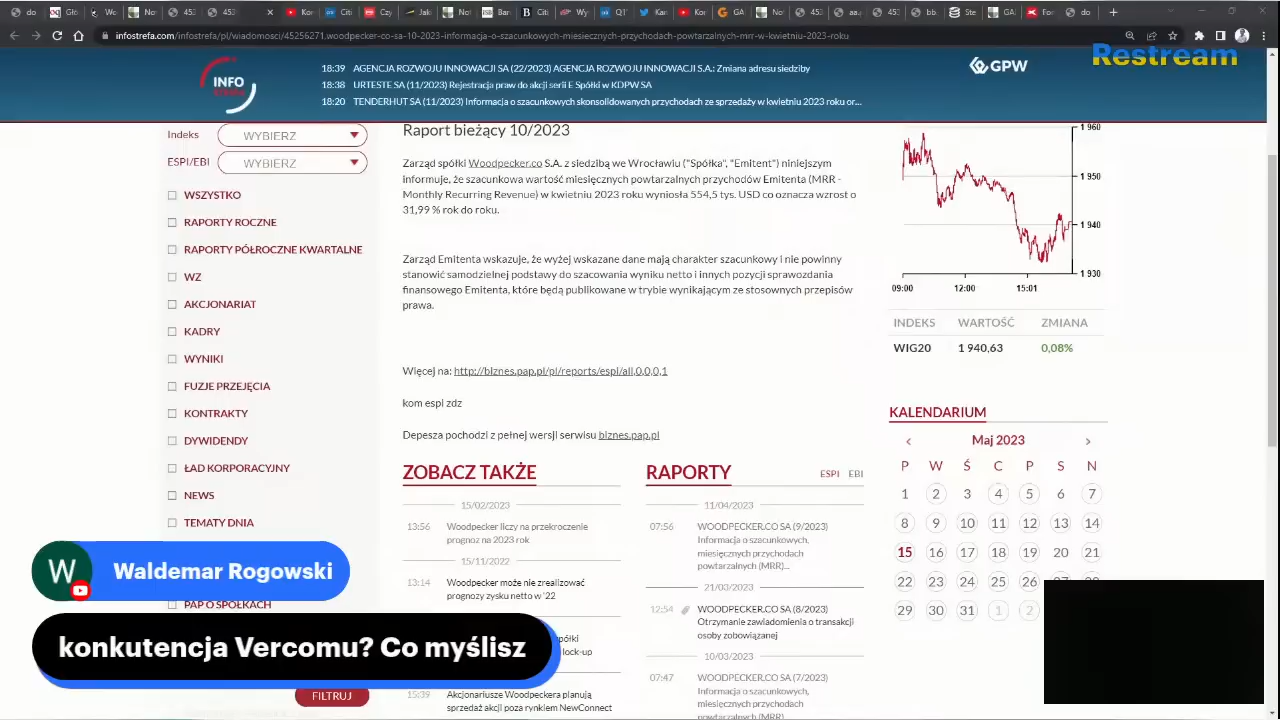 infostrefa.com/infostrefa/pl/wiadomosci/45256271,woodpecker-co-sa-10-2023-informacja-o-szacunkowych-miesiecznych-przychodach-powtarzalnych-mrr-w-kwietniu-2023-roku
Restream
INFO
18:39 AGENCJA ROZWOJU INNOWACJI SA (22/2023) AGENCJA ROZWOJU INNOWACJI S.A.: Zmiana adresu siedziby
18:38 URTESTE SA (11/2023) Rejestracja praw do akcji serii E Spółki w KDPW SA
18:20 TENDERHUT SA (11/2023) Informacja o szacunkowych skonsolidowanych przychodach ze sprzedaży w kwietniu 2023 roku or...
GPW
Indeks WYBIERZ
ESPI/EBI WYBIERZ
WSZYSTKO
RAPORTY ROCZNE
RAPORTY PÓŁROCZNE KWARTALNE
WZ
AKCJONARIAT
KADRY
WYNIKI
FUZJE PRZEJĘCIA
KONTRAKTY
DYWIDENDY
ŁAD KORPORACYJNY
NEWS
TEMATY DNIA
PAP O SPÓŁKACH
FILTRUJ
Raport bieżący 10/2023
Zarząd spółki Woodpecker.co S.A. z siedzibą we Wrocławiu ("Spółka", "Emitent") niniejszym
informuje, że szacunkowa wartość miesięcznych powtarzalnych przychodów Emitenta (MRR -
Monthly Recurring Revenue) w kwietniu 2023 roku wyniosła 554,5 tys. USD co oznacza wzrost o
31,99 % rok do roku.
Zarząd Emitenta wskazuje, że wyżej wskazane dane mają charakter szacunkowy i nie powinny
stanowić samodzielnej podstawy do szacowania wyniku netto i innych pozycji sprawozdania
finansowego Emitenta, które będą publikowane w trybie wynikającym ze stosownych przepisów
prawa.
Więcej na: http://biznes.pap.pl/pl/reports/espi/all,0,0,0,1
kom espi zdz
Depesza pochodzi z pełnej wersji serwisu biznes.pap.pl
ZOBACZ TAKŻE
15/02/2023
13:56 Woodpecker liczy na przekroczenie
prognoz na 2023 rok
15/11/2022
13:14 Woodpecker może nie zrealizować
prognozy zysku netto w '22
lock-up
15:39 Akcjonariusze Woodpeckera planują
sprzedaż akcji poza rynkiem NewConnect
RAPORTY ESPI EBI
11/04/2023
07:56 WOODPECKER.CO SA (9/2023)
Informacja o szacunkowych,
miesięcznych przychodach
powtarzalnych (MRR)...
21/03/2023
12:54 WOODPECKER.CO SA (8/2023)
Otrzymanie zawiadomienia o transakcji
osoby zobowiązanej
10/03/2023
07:47 WOODPECKER.CO SA (7/2023)
Informacja o szacunkowych,
miesięcznych przychodach
powtarzalnych (MRR)
1 960
1 950
1 940
1 930
09:00 12:00 15:01
INDEKS WARTOŚĆ ZMIANA
WIG20 1 940,63 0,08%
KALENDARIUM
‹ Maj 2023 ›
P W Ś C P S N
1 2 3 4 5 6 7
8 9 10 11 12 13 14
15 16 17 18 19 20 21
22 23 24 25 26
29 30 31 1 2
W
Waldemar Rogowski
konkutencja Vercomu? Co myślisz